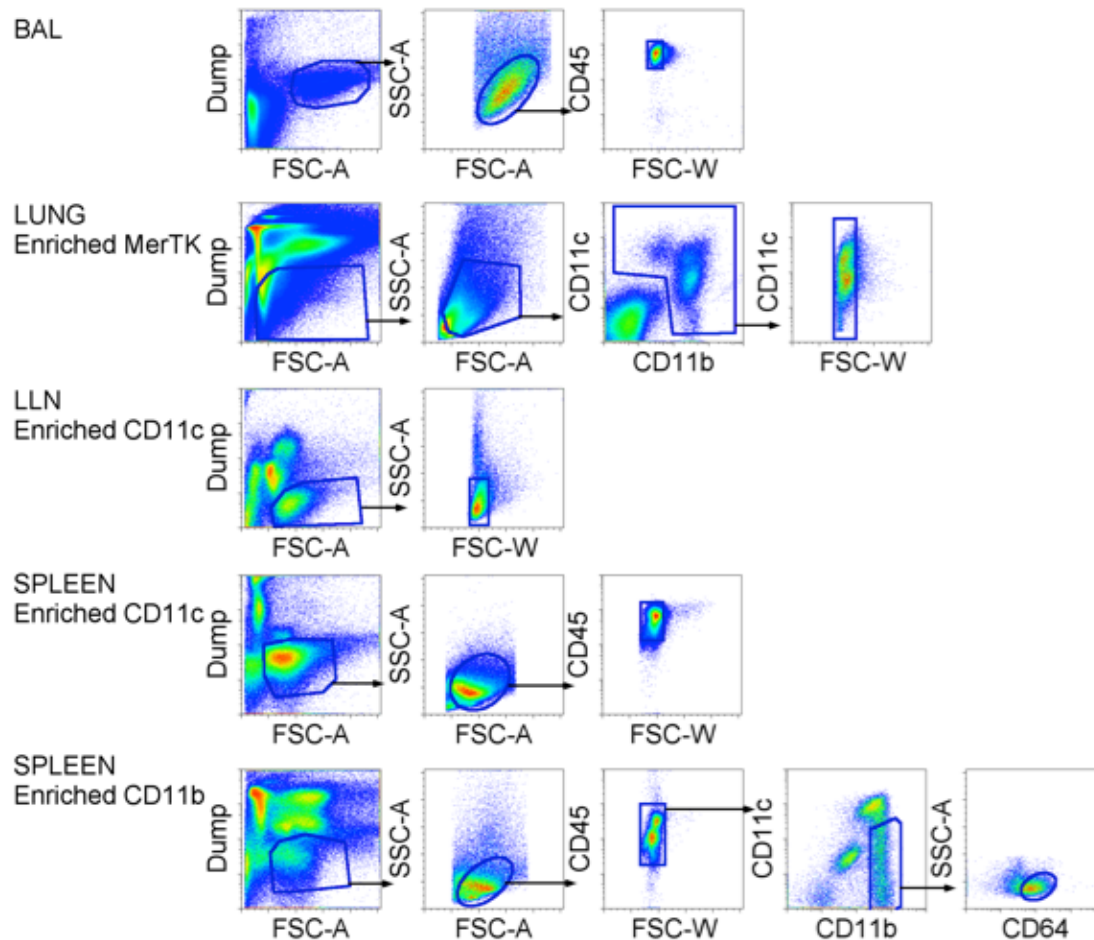 BAL
Dump
SSC-A
CD45
FSC-A
FSC-A
FSC-W
LUNG
Enriched MerTK
Dump
SSC-A
CD11c
CD11c
FSC-A
FSC-A
CD11b
FSC-W
LLN
Enriched CD11c
Dump
SSC-A
FSC-A
FSC-W
SPLEEN
Enriched CD11c
Dump
SSC-A
CD45
FSC-A
FSC-A
FSC-W
SPLEEN
Enriched CD11b
Dump
SSC-A
CD45
CD11c
SSC-A
FSC-A
FSC-A
FSC-W
CD11b
CD64